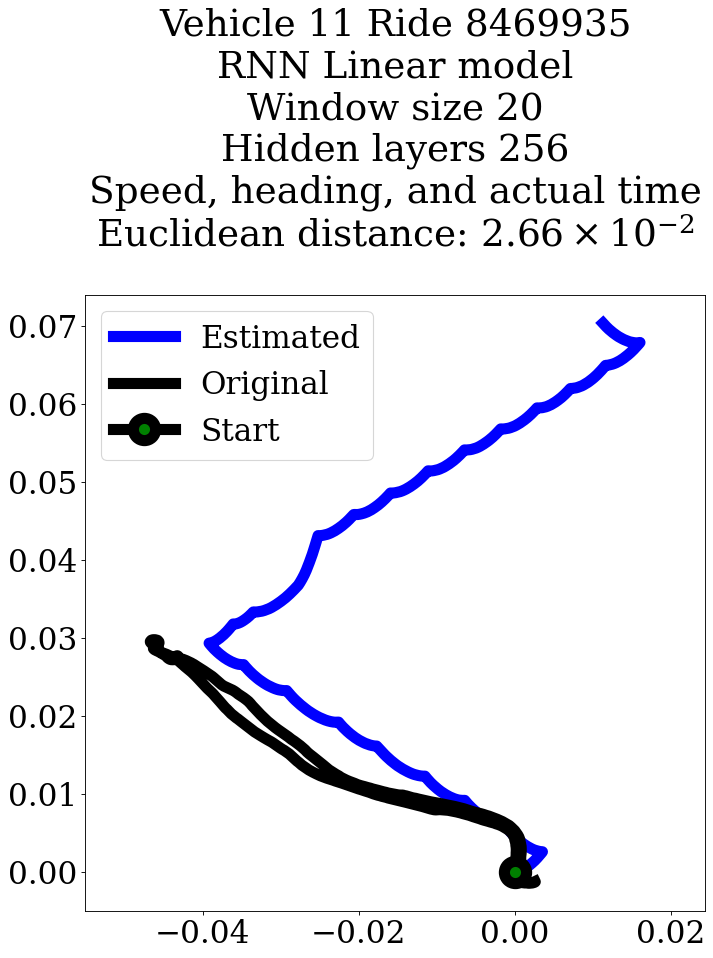 Vehicle 11 Ride 8469935
RNN Linear model
Window size 20
Hidden layers 256
Speed, heading, and actual time
Euclidean distance: 2.66 × 10⁻²
Estimated
Original
Start
0.07
0.06
0.05
0.04
0.03
0.02
0.01
0.00
−0.04 −0.02 0.00 0.02